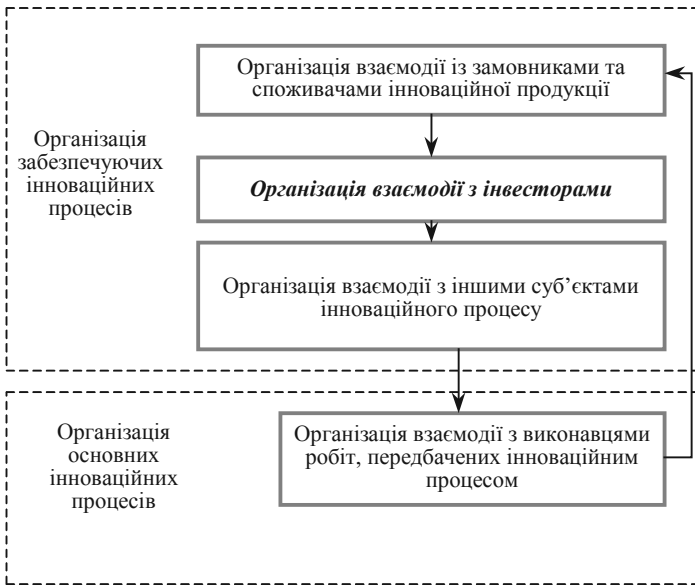 Організація взаємодії із замовниками та
споживачами інноваційної продукції
Організація
забезпечуючих
інноваційних
процесів
Організація взаємодії з інвесторами
Організація взаємодії з іншими суб’єктами
інноваційного процесу
Організація
основних
інноваційних
процесів
Організація взаємодії з виконавцями
робіт, передбачених інноваційним
процесом